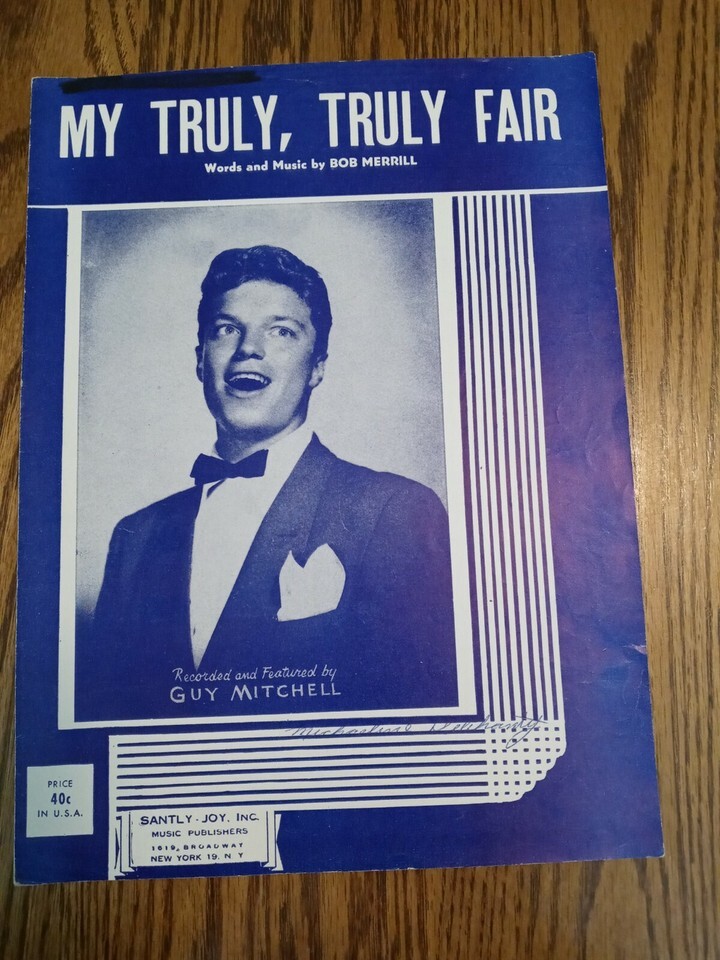 MY TRULY, TRULY FAIR
Words and Music by BOB MERRILL
Recorded and Featured by
GUY MITCHELL
PRICE
40c
IN U.S.A.
SANTLY-JOY, INC.
MUSIC PUBLISHERS
1619, BROADWAY
NEW YORK 19, N Y